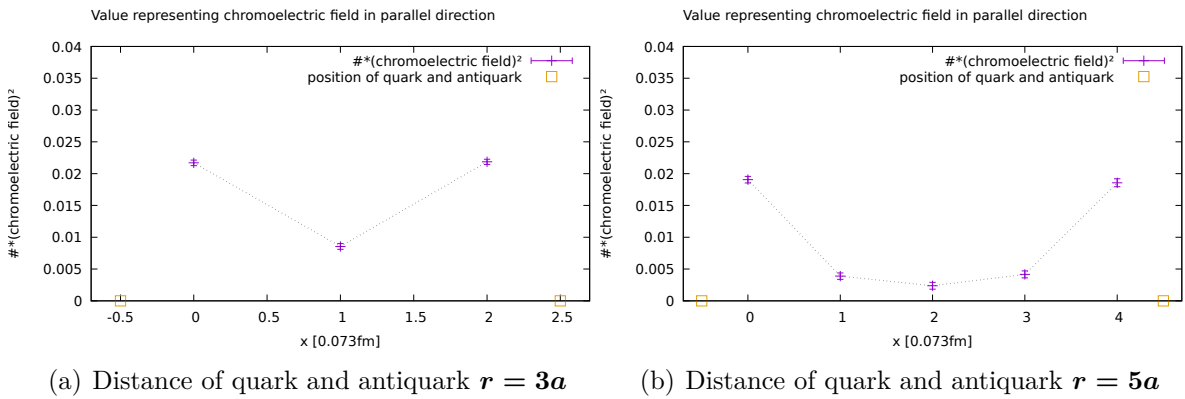 Value representing chromoelectric field in parallel direction
#*(chromoelectric field)²
0.04
0.035
0.03
0.025
0.02
0.015
0.01
0.005
0
#*(chromoelectric field)²
position of quark and antiquark
-0.5 0 0.5 1 1.5 2 2.5
x [0.073fm]
(a) Distance of quark and antiquark r = 3a
Value representing chromoelectric field in parallel direction
#*(chromoelectric field)²
0.04
0.035
0.03
0.025
0.02
0.015
0.01
0.005
0
#*(chromoelectric field)²
position of quark and antiquark
0 1 2 3 4
x [0.073fm]
(b) Distance of quark and antiquark r = 5a